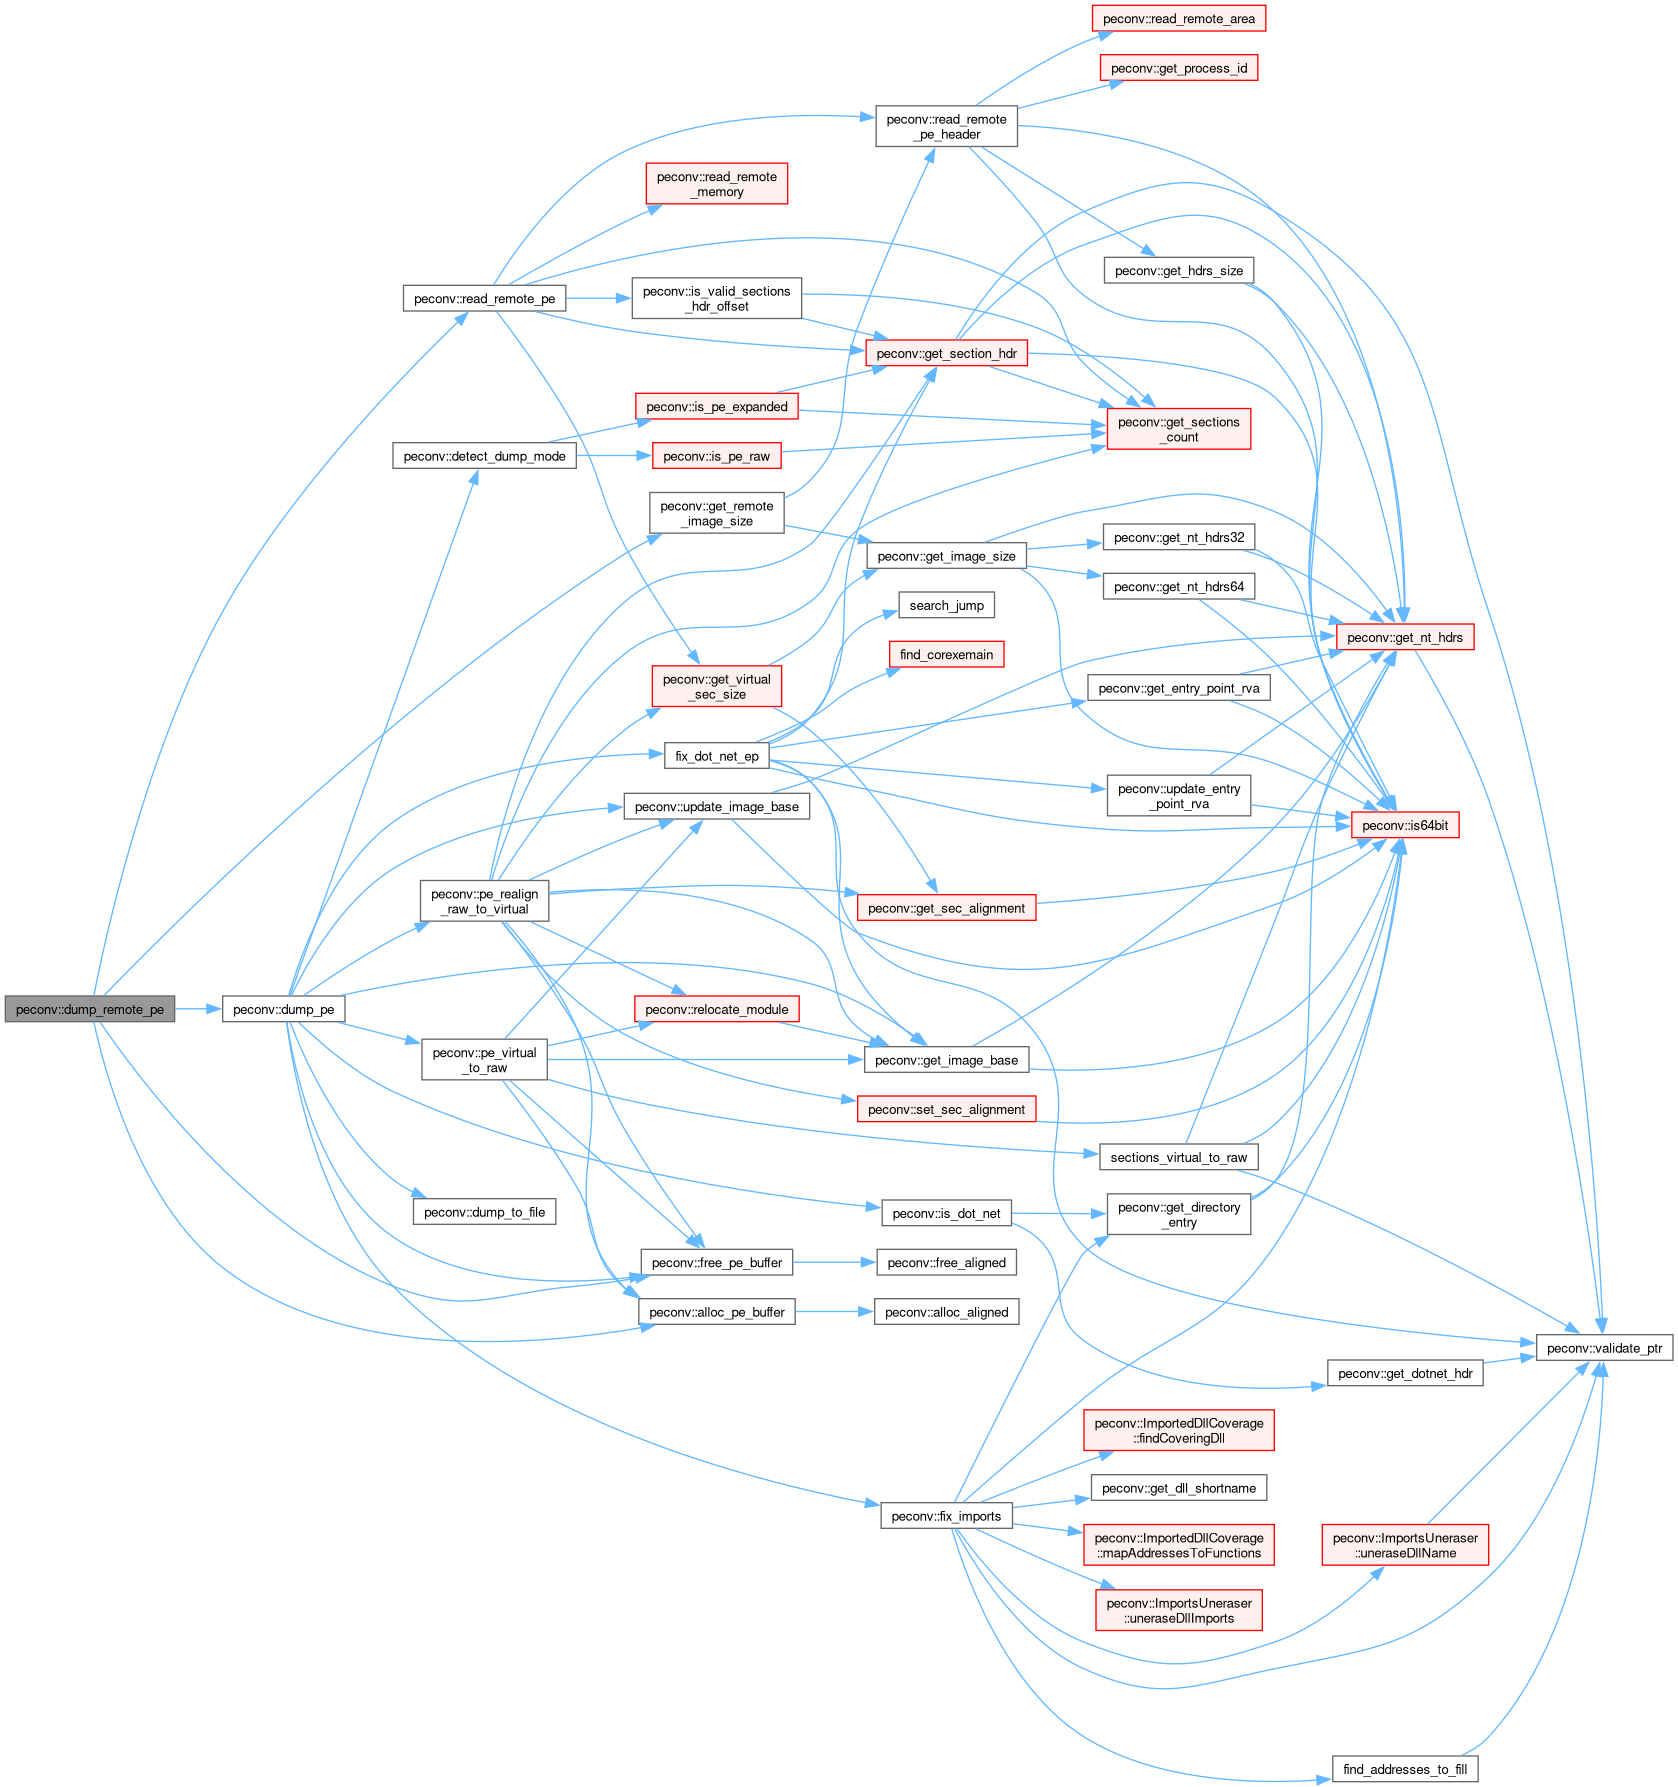 peconv::read_remote_area
peconv::get_process_id
peconv::read_remote
_pe_header
peconv::read_remote
_memory
peconv::get_hdrs_size
peconv::read_remote_pe
peconv::is_valid_sections
_hdr_offset
peconv::get_section_hdr
peconv::is_pe_expanded
peconv::get_sections
_count
peconv::detect_dump_mode
peconv::is_pe_raw
peconv::get_remote
_image_size
peconv::get_nt_hdrs32
peconv::get_image_size
peconv::get_nt_hdrs64
search_jump
peconv::get_nt_hdrs
find_corexemain
peconv::get_virtual
_sec_size
peconv::get_entry_point_rva
fix_dot_net_ep
peconv::update_entry
_point_rva
peconv::update_image_base
peconv::is64bit
peconv::pe_realign
_raw_to_virtual
peconv::get_sec_alignment
peconv::dump_remote_pe
peconv::dump_pe
peconv::relocate_module
peconv::pe_virtual
_to_raw
peconv::get_image_base
peconv::set_sec_alignment
sections_virtual_to_raw
peconv::dump_to_file
peconv::is_dot_net
peconv::get_directory
_entry
peconv::free_pe_buffer
peconv::free_aligned
peconv::alloc_pe_buffer
peconv::alloc_aligned
peconv::validate_ptr
peconv::get_dotnet_hdr
peconv::ImportedDllCoverage
::findCoveringDll
peconv::get_dll_shortname
peconv::fix_imports
peconv::ImportedDllCoverage
::mapAddressesToFunctions
peconv::ImportsUneraser
::uneraseDllName
peconv::ImportsUneraser
::uneraseDllImports
find_addresses_to_fill